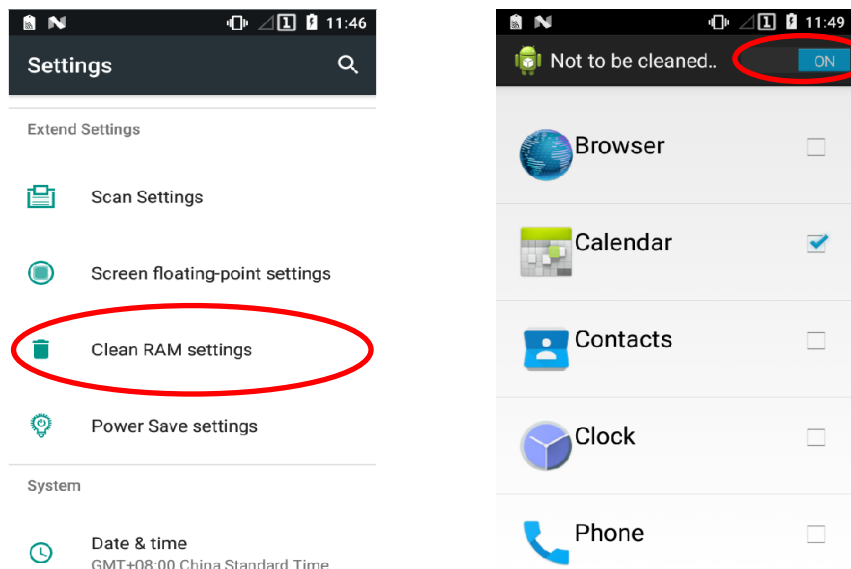 11:46
Settings
Extend Settings
Scan Settings
Screen floating-point settings
Clean RAM settings
Power Save settings
System
Date & time
GMT+08:00 China Standard Time
1 11:49
Not to be cleaned.. ON
Browser
Calendar
Contacts
Clock
Phone